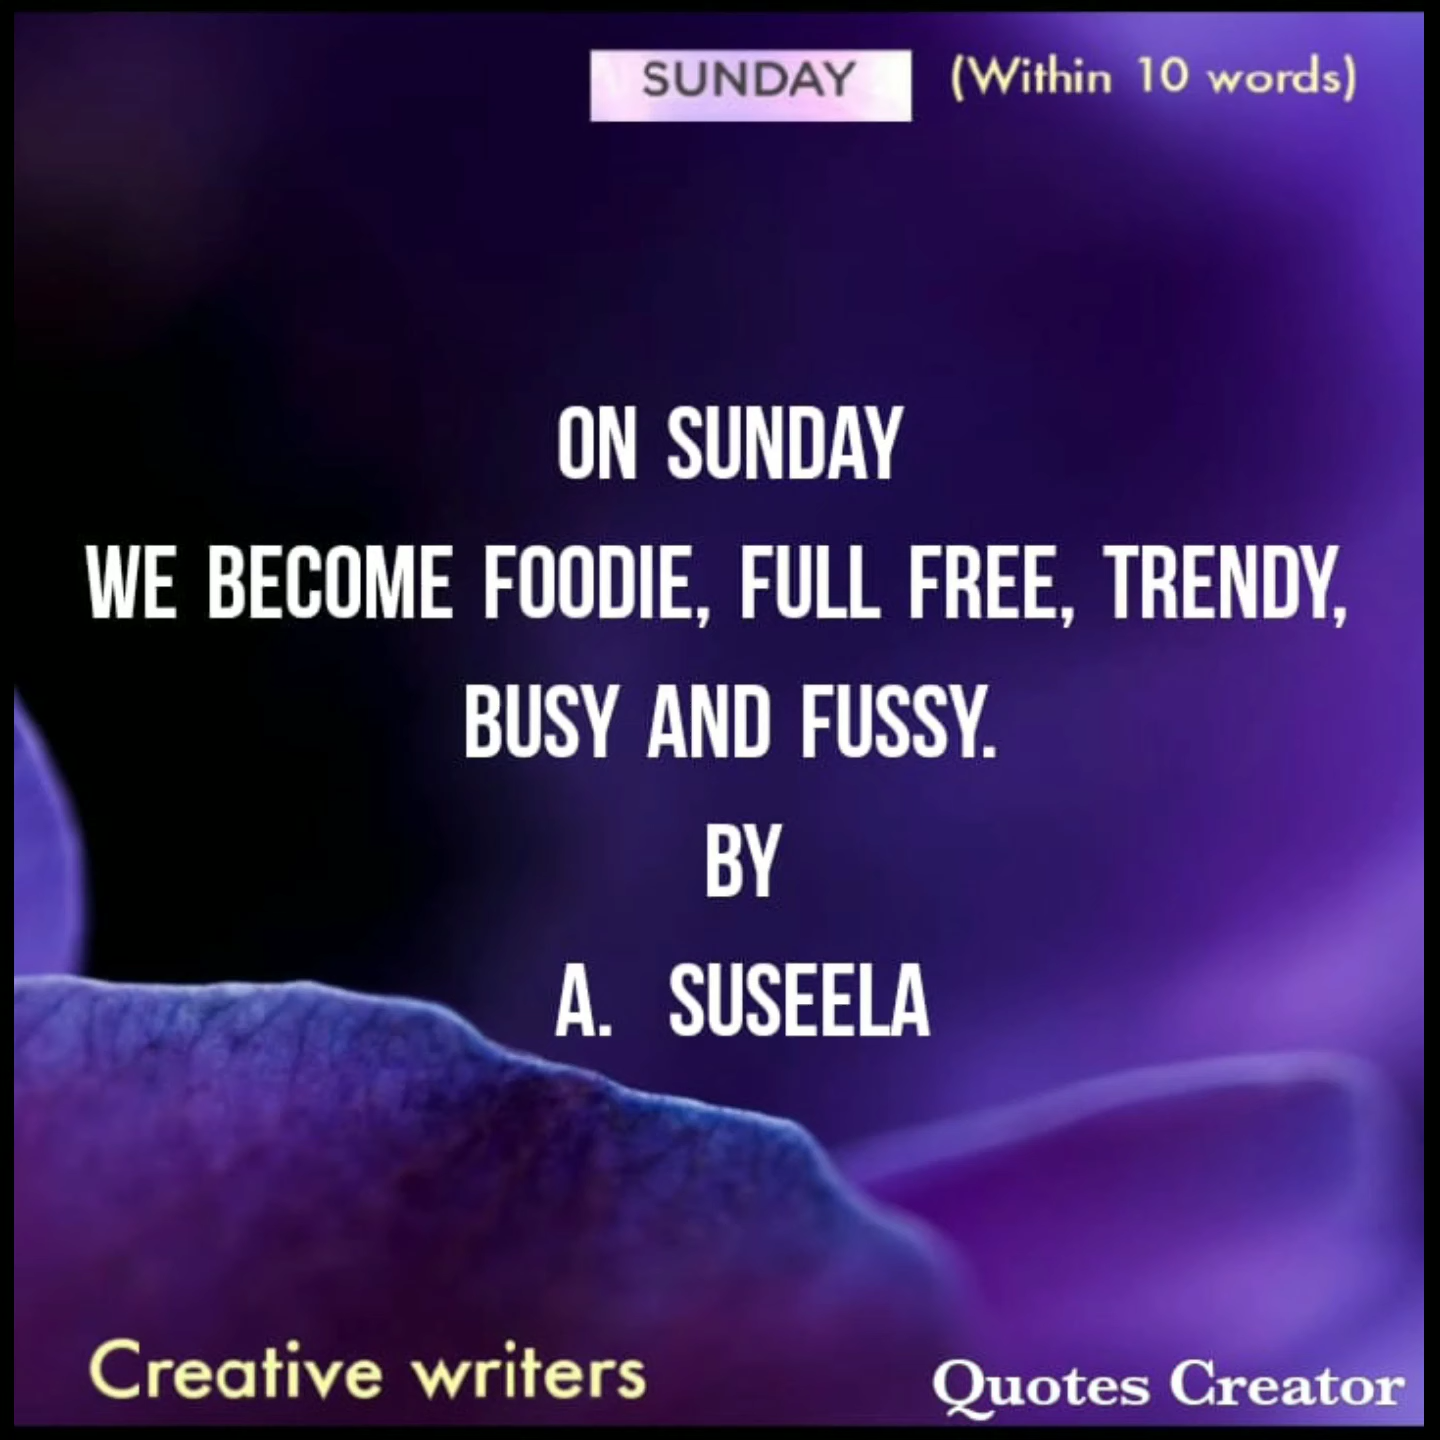 SUNDAY (Within 10 words)
ON SUNDAY
WE BECOME FOODIE, FULL FREE, TRENDY,
BUSY AND FUSSY.
BY
A. SUSEELA
Creative writers Quotes Creator